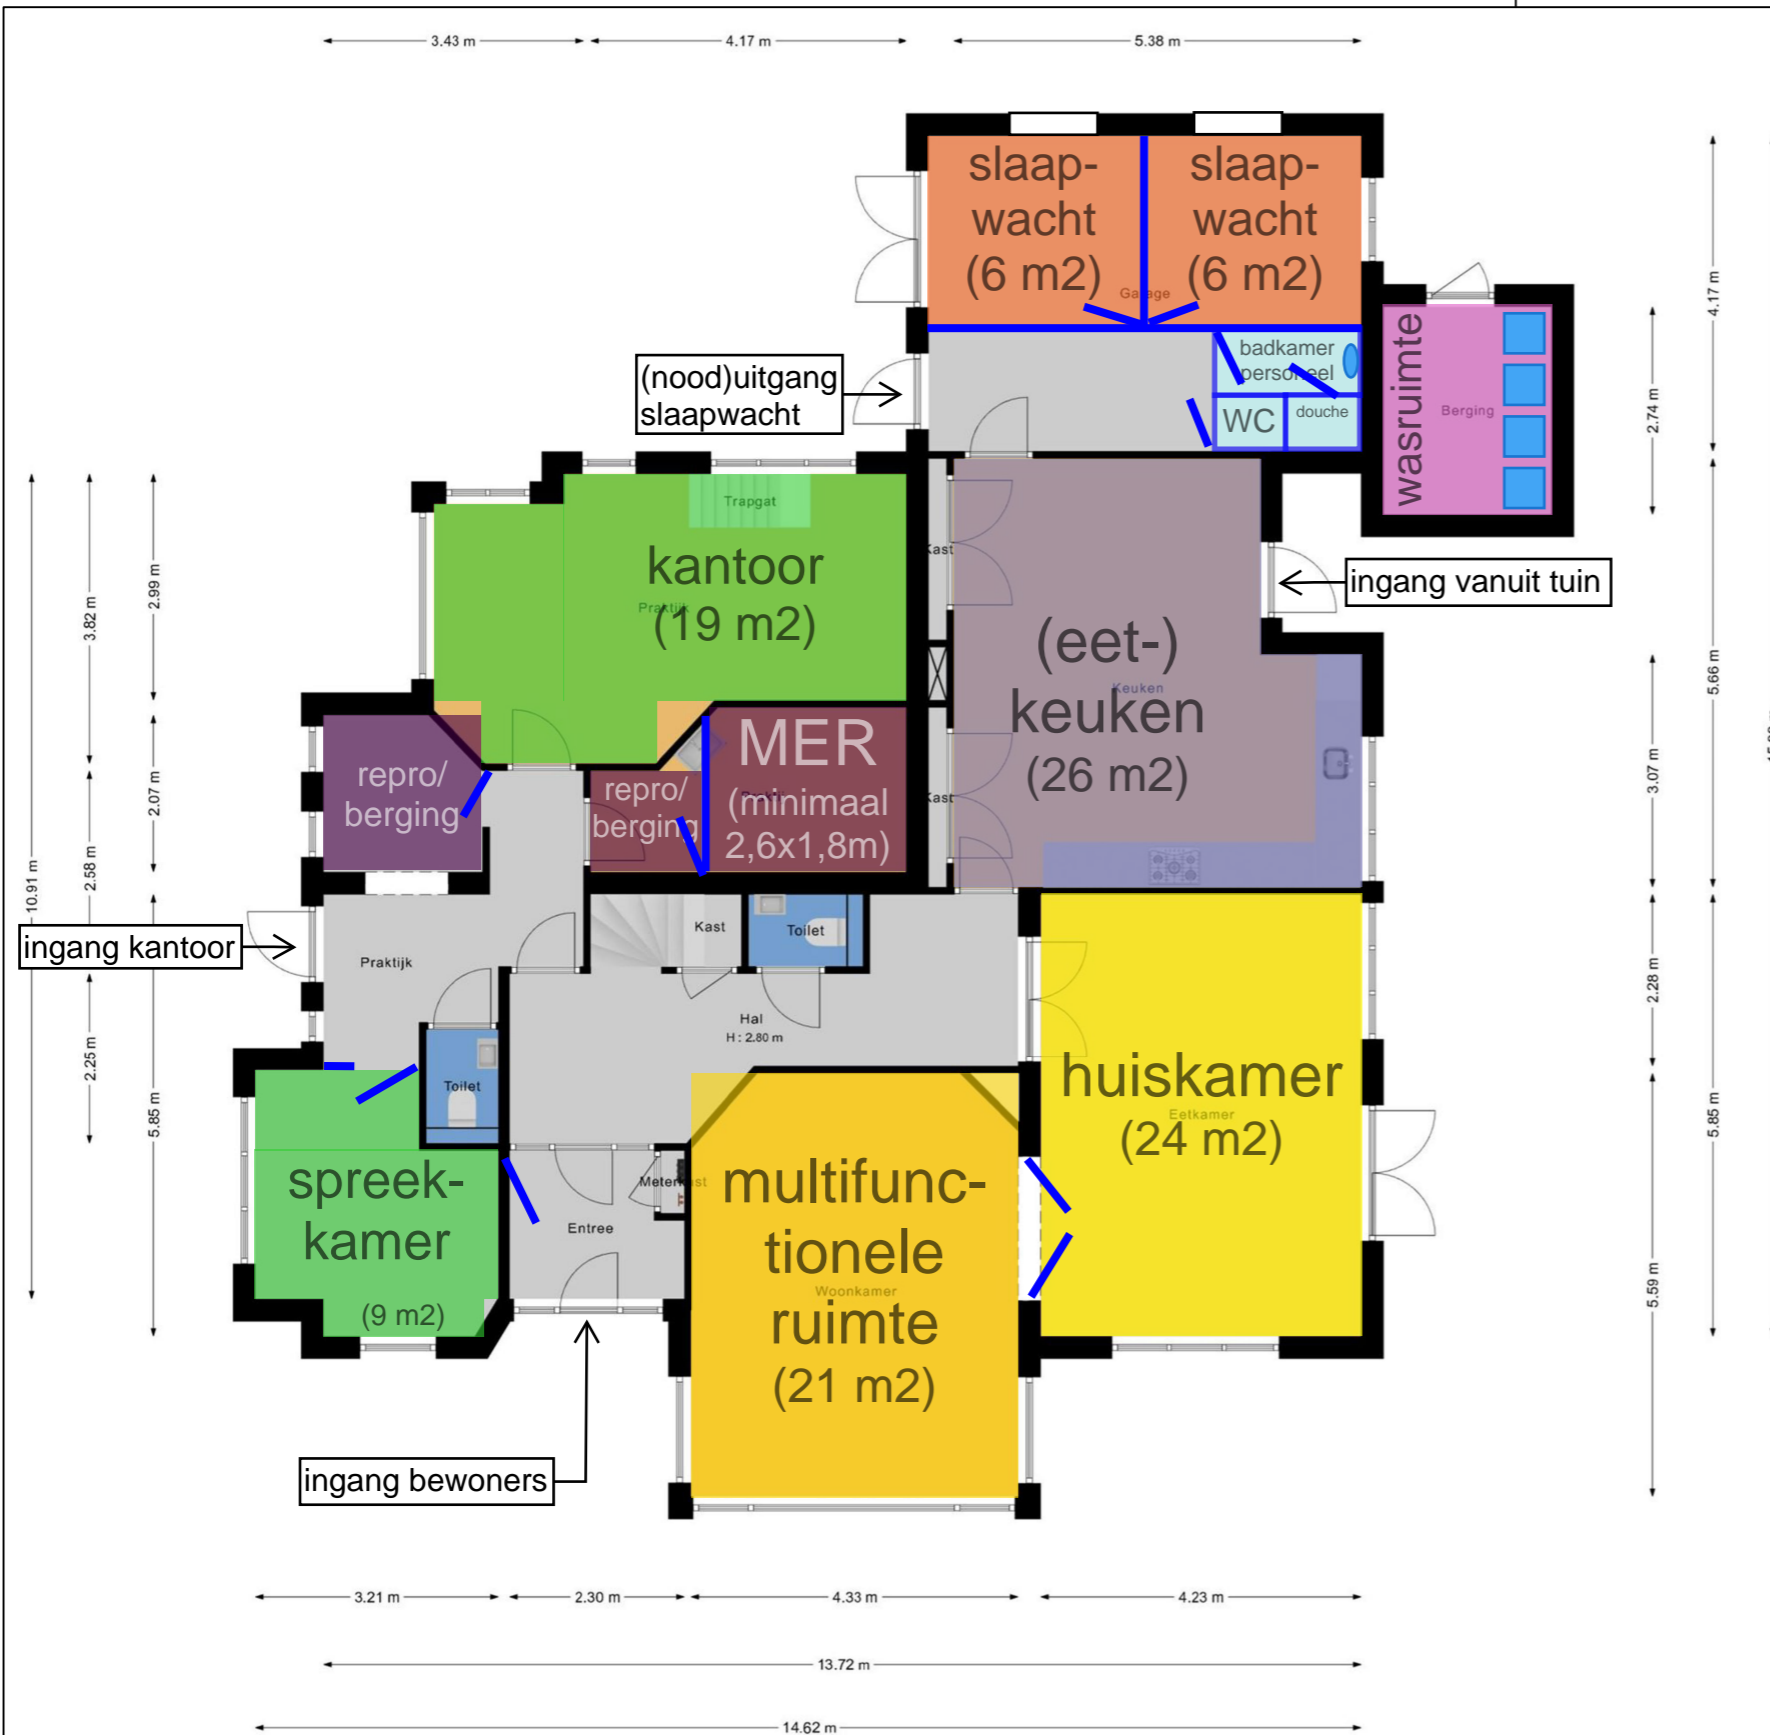 3.43 m
4.17 m
5.38 m
slaap-
wacht
(6 m2)
slaap-
wacht
(6 m2)
Garage
4.17 m
(nood)uitgang
slaapwacht
badkamer
personeel
WC
douche
wasruimte
Berging
2.74 m
Trapgat
kantoor
Praktijk
(19 m2)
Kast
ingang vanuit tuin
2.99 m
3.82 m
(eet-)
Keuken
keuken
(26 m2)
5.66 m
3.07 m
repro/
berging
repro/
berging
MER
(minimaal
2,6x1,8m)
Kast
2.07 m
2.58 m
10.91 m
ingang kantoor
Praktijk
Kast
Toilet
Hal
H : 2.80 m
2.28 m
2.25 m
5.85 m
Toilet
huiskamer
Eetkamer
(24 m2)
5.85 m
spreek-
kamer
(9 m2)
Meterkast
Entree
multifunc-
tionele
Woonkamer
ruimte
(21 m2)
5.59 m
ingang bewoners
3.21 m
2.30 m
4.33 m
4.23 m
13.72 m
14.62 m